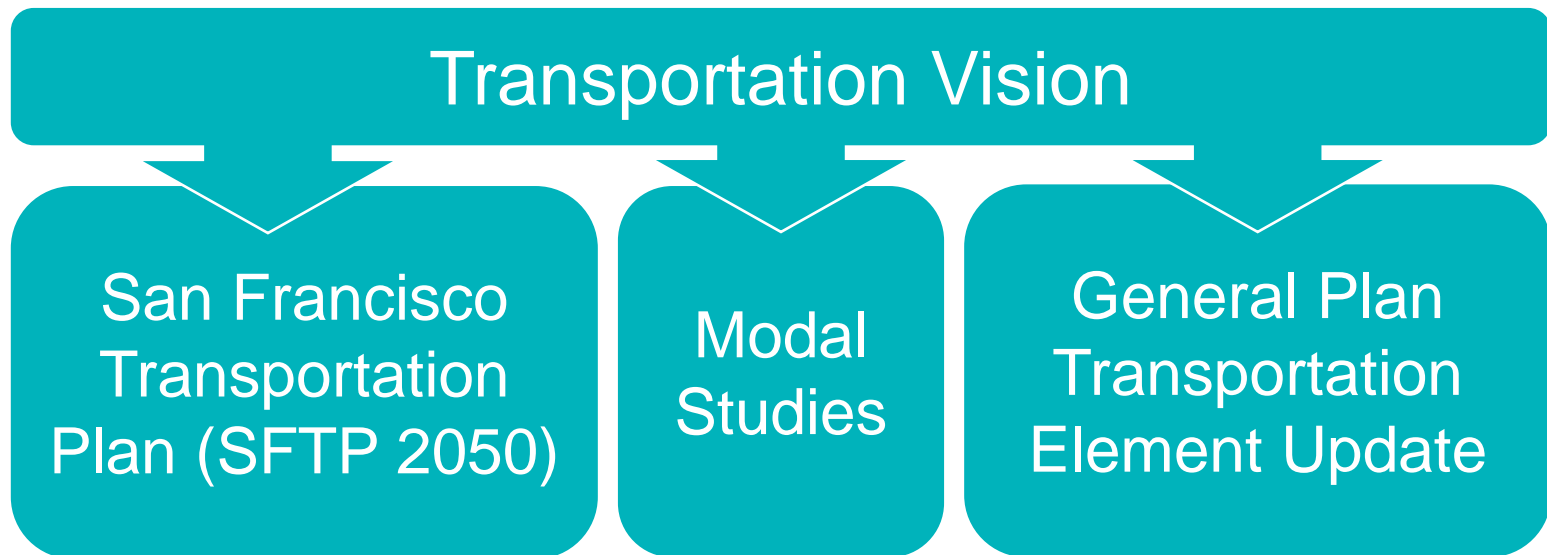 Transportation Vision
San Francisco
Transportation
Plan (SFTP 2050)
Modal
Studies
General Plan
Transportation
Element Update